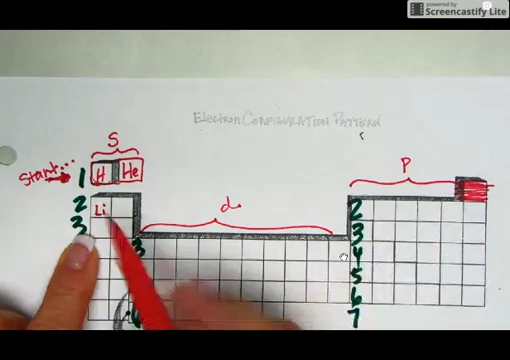 powered by
Screencastify Lite
ELECTRON CONFIGURATION PATTERN
S
P
Start...
1 H He
2 Li 2
d
3 3 3
4
5
6
6 7